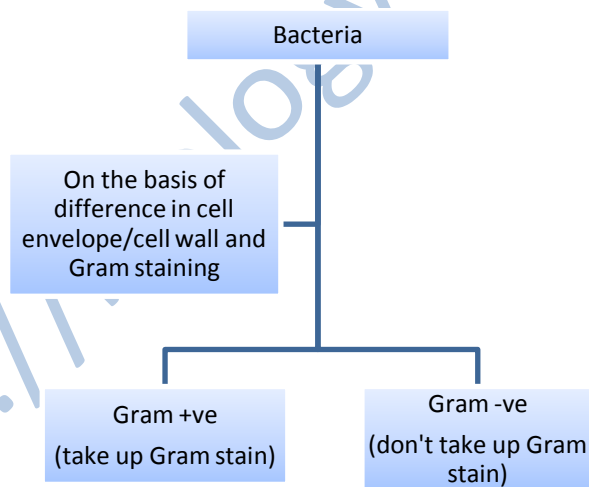 Bacteria
On the basis of
difference in cell
envelope/cell wall and
Gram staining
Gram +ve
(take up Gram stain)
Gram -ve
(don't take up Gram
stain)